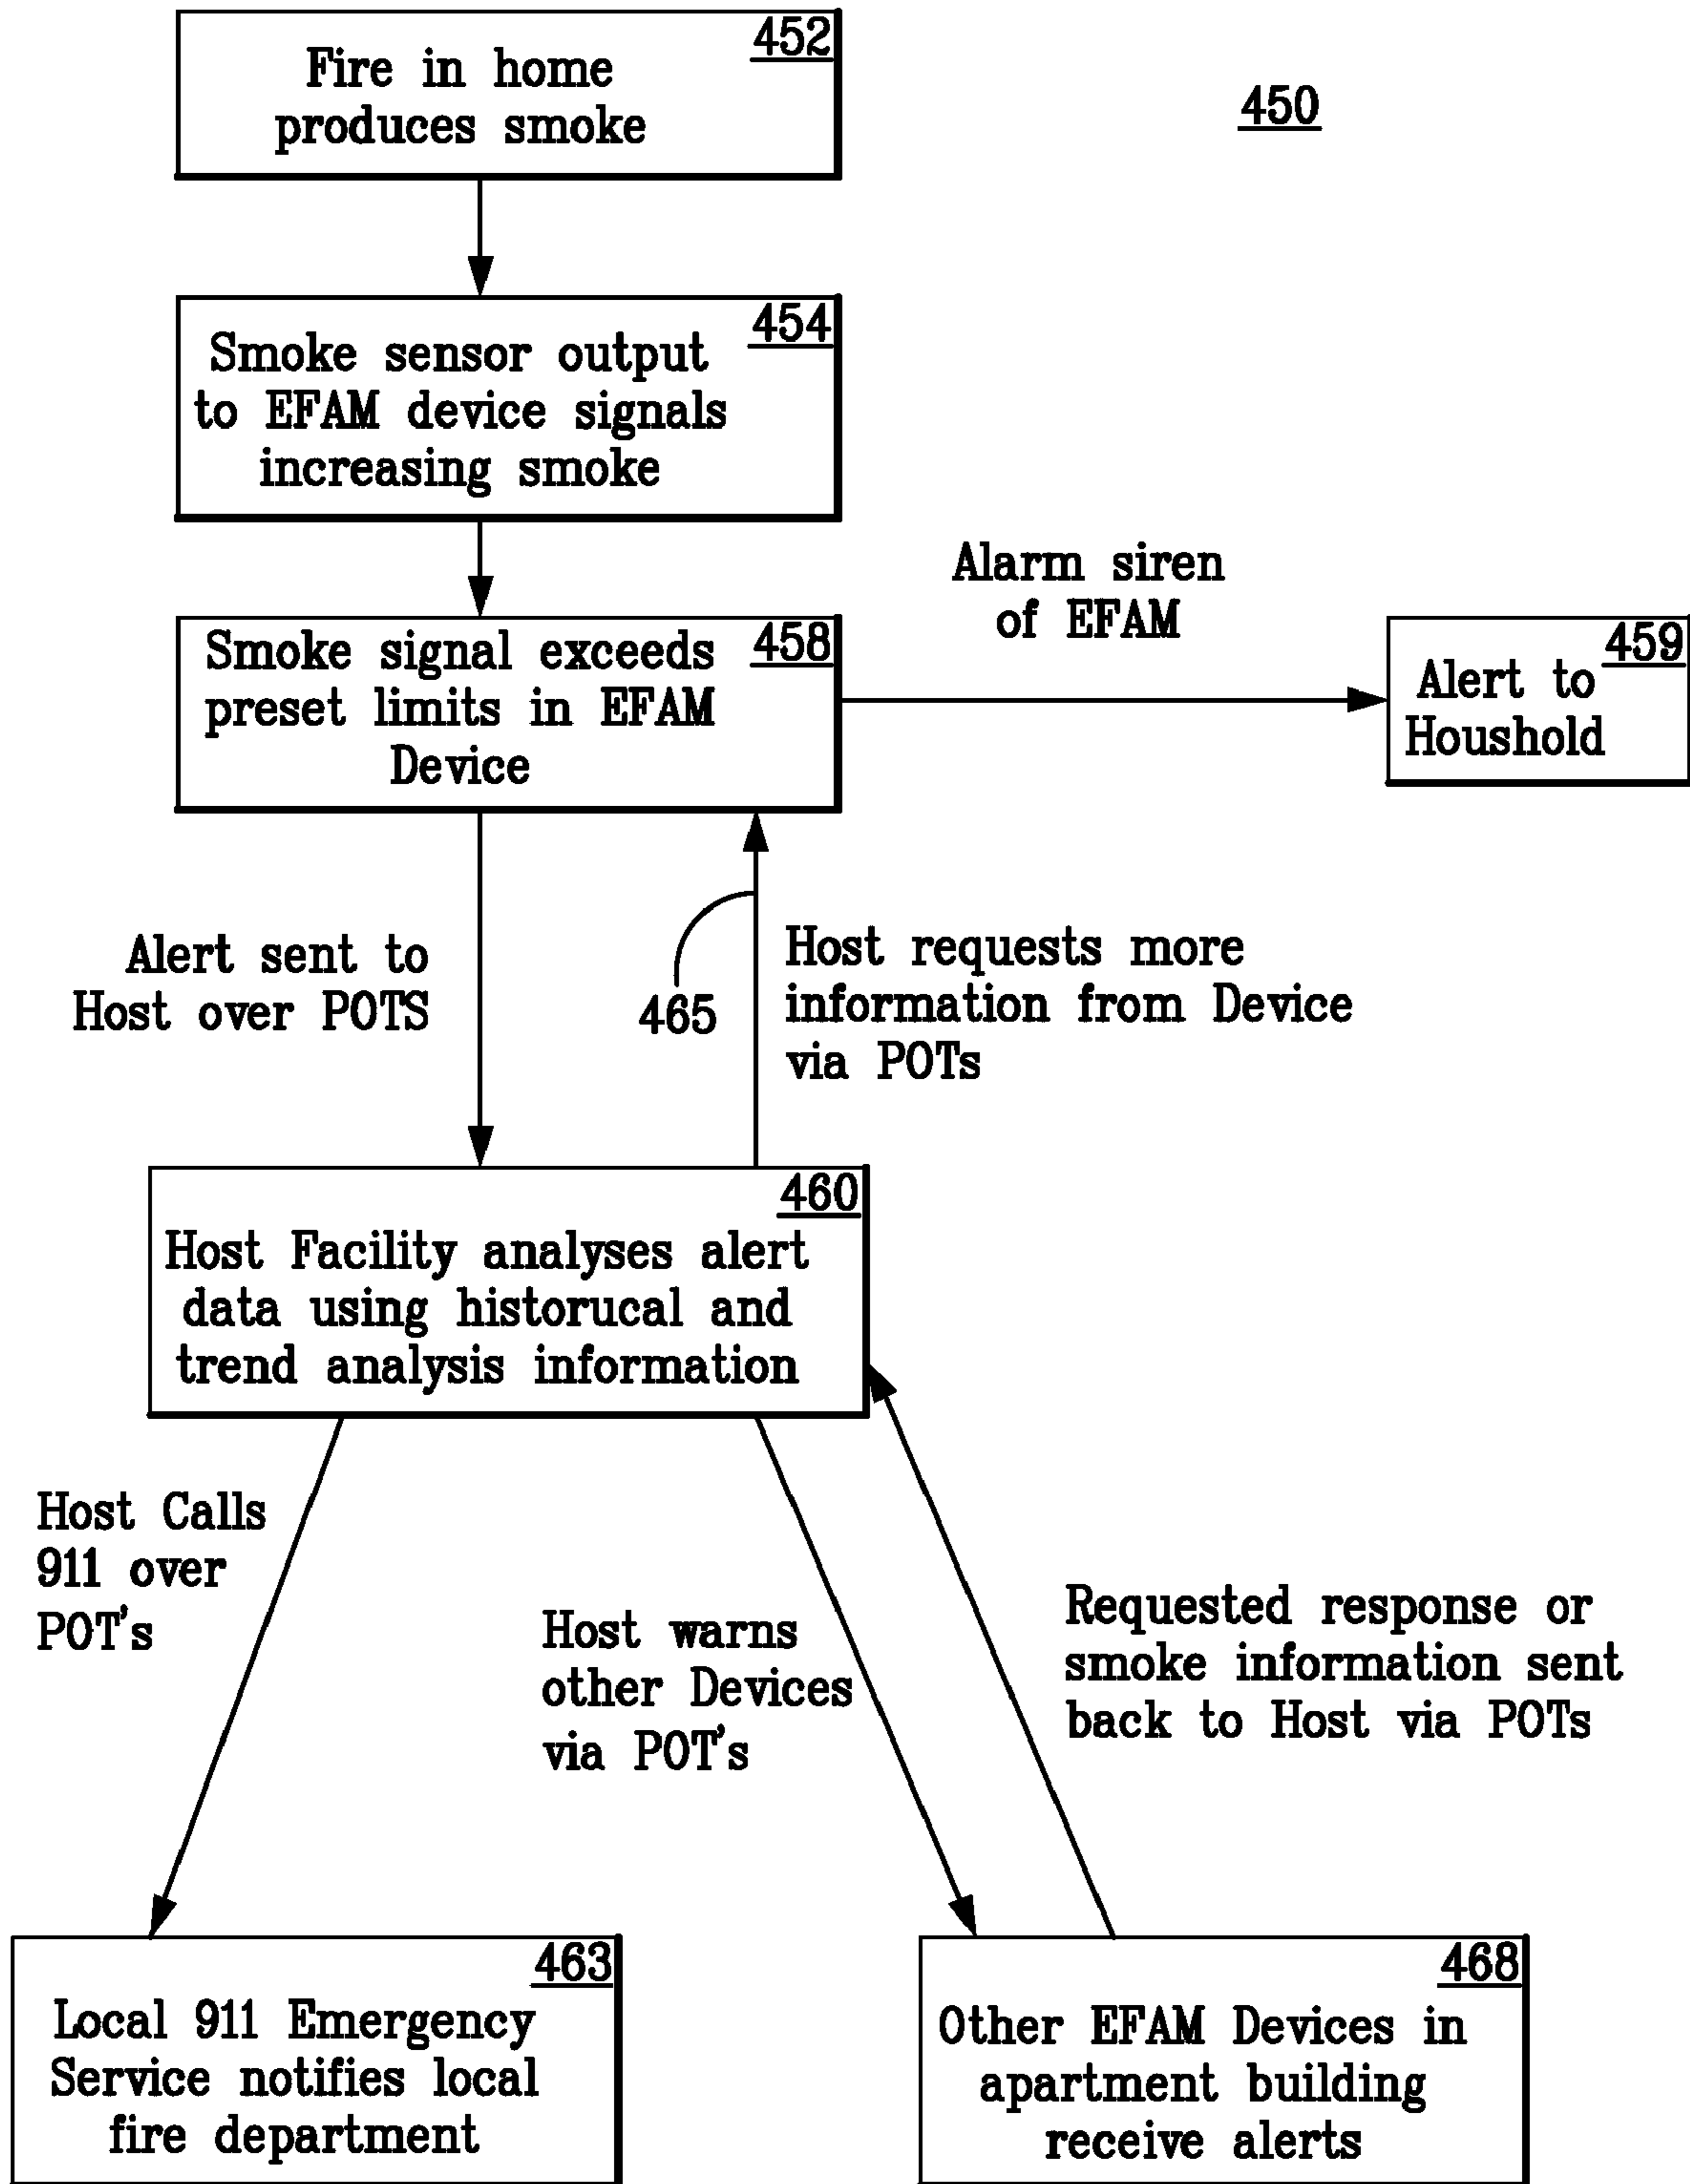 452
Fire in home
produces smoke
450
454
Smoke sensor output
to EFAM device signals
increasing smoke
Alarm siren
of EFAM
458
Smoke signal exceeds
preset limits in EFAM
Device
459
Alert to
Houshold
Alert sent to
Host over POTS
465
Host requests more
information from Device
via POTs
460
Host Facility analyses alert
data using historucal and
trend analysis information
Host Calls
911 over
POT's
Host warns
other Devices
via POT's
Requested response or
smoke information sent
back to Host via POTs
463
Local 911 Emergency
Service notifies local
fire department
468
Other EFAM Devices in
apartment building
receive alerts